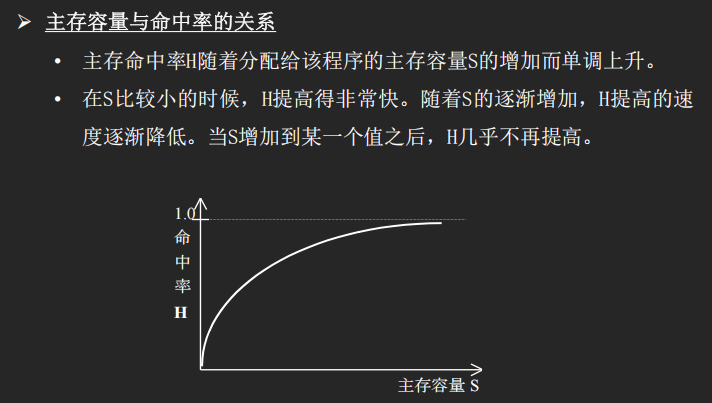 ➢ 主存容量与命中率的关系
• 主存命中率H随着分配给该程序的主存容量S的增加而单调上升。
• 在S比较小的时候，H提高得非常快。随着S的逐渐增加，H提高的速
度逐渐降低。当S增加到某一个值之后，H几乎不再提高。
1.0
命
中
率
H
主存容量 S